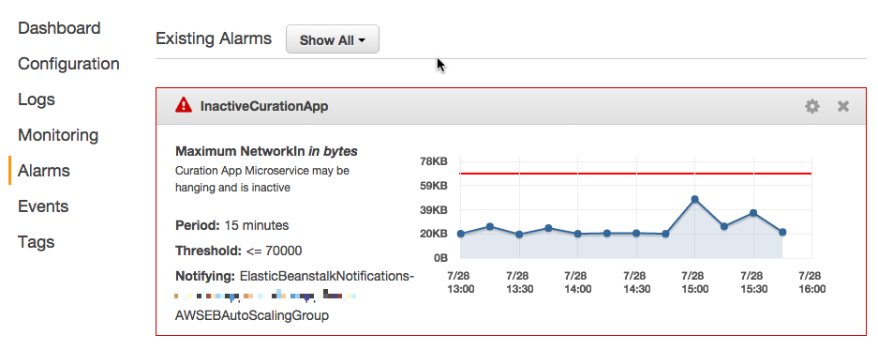 Dashboard
Configuration
Logs
Monitoring
Alarms
Events
Tags
Existing Alarms
Show All
InactiveCurationApp
Maximum NetworkIn in bytes
Curation App Microservice may be
hanging and is inactive
Period: 15 minutes
Threshold: <= 70000
Notifying: ElasticBeanstalkNotifications-
AWSEBAutoScalingGroup
78KB
59KB
39KB
20KB
0B
7/28 7/28 7/28 7/28 7/28 7/28 7/28
13:00 13:30 14:00 14:30 15:00 15:30 16:00